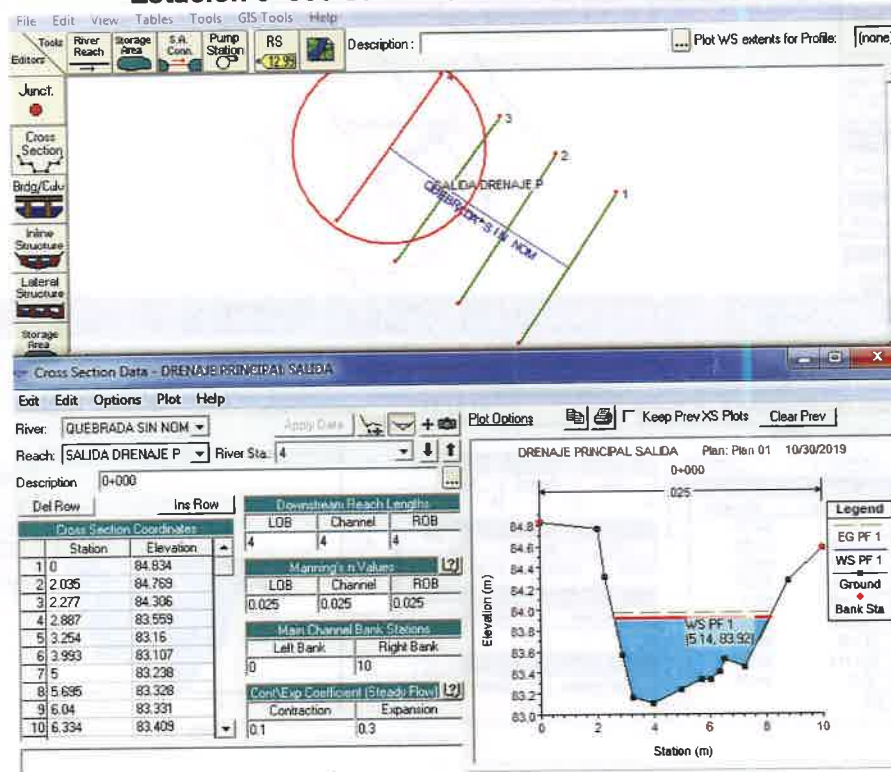 File Edit View Tables Tools GIS Tools Help
Tools River Reach Storage Area S.A. Conn. Pump Station RS Description : ... Plot WS extents for Profile: (none)
Editors 12.99
Junct.
Cross Section
Brdg/Culv
Inline Structure
Lateral Structure
Storage Area
3
2
1
SALIDA DRENAJE P
QUEBRADA SIN NOM
Cross Section Data - DRENAJE PRINCIPAL SALIDA
Exit Edit Options Plot Help
River: QUEBRADA SIN NOM Apply Data Plot Options Keep Prev XS Plots Clear Prev
Reach: SALIDA DRENAJE P River Sta.: 4
Description 0+000 ...
Del Row Ins Row
Cross Section Coordinates
Station Elevation
1 0 84.834
2 2.035 84.769
3 2.277 84.306
4 2.887 83.559
5 3.254 83.16
6 3.993 83.107
7 5 83.238
8 5.695 83.328
9 6.04 83.331
10 6.334 83.409
Downstream Reach Lengths
LOB Channel ROB
4 4 4
Manning's n Values
LOB Channel ROB
0.025 0.025 0.025
Main Channel Bank Stations
Left Bank Right Bank
0 10
Cont\Exp Coefficient (Steady Flow)
Contraction Expansion
0.1 0.3
DRENAJE PRINCIPAL SALIDA Plan: Plan 01 10/30/2019
0+000
.025
Elevation (m)
84.8
84.6
84.4
84.2
84.0
83.8
83.6
83.4
83.2
83.0
WS PF 1
(5.14, 83.92)
0 2 4 6 8 10
Station (m)
Legend
EG PF 1
WS PF 1
Ground
Bank Sta